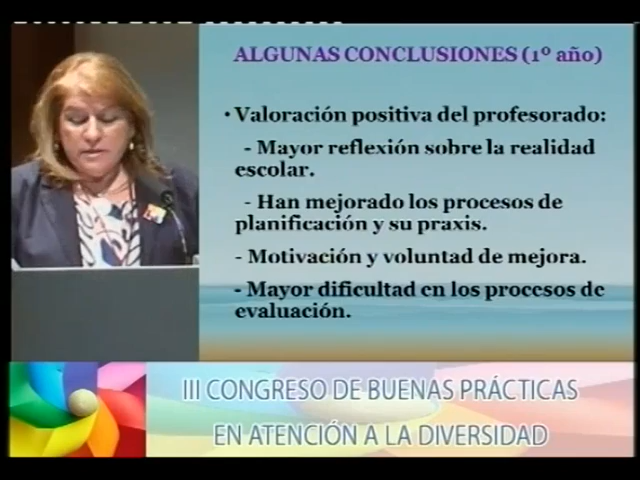 ALGUNAS CONCLUSIONES (1º año)
• Valoración positiva del profesorado:
- Mayor reflexión sobre la realidad
escolar.
- Han mejorado los procesos de
planificación y su praxis.
- Motivación y voluntad de mejora.
- Mayor dificultad en los procesos de
evaluación.
III CONGRESO DE BUENAS PRÁCTICAS
EN ATENCIÓN A LA DIVERSIDAD